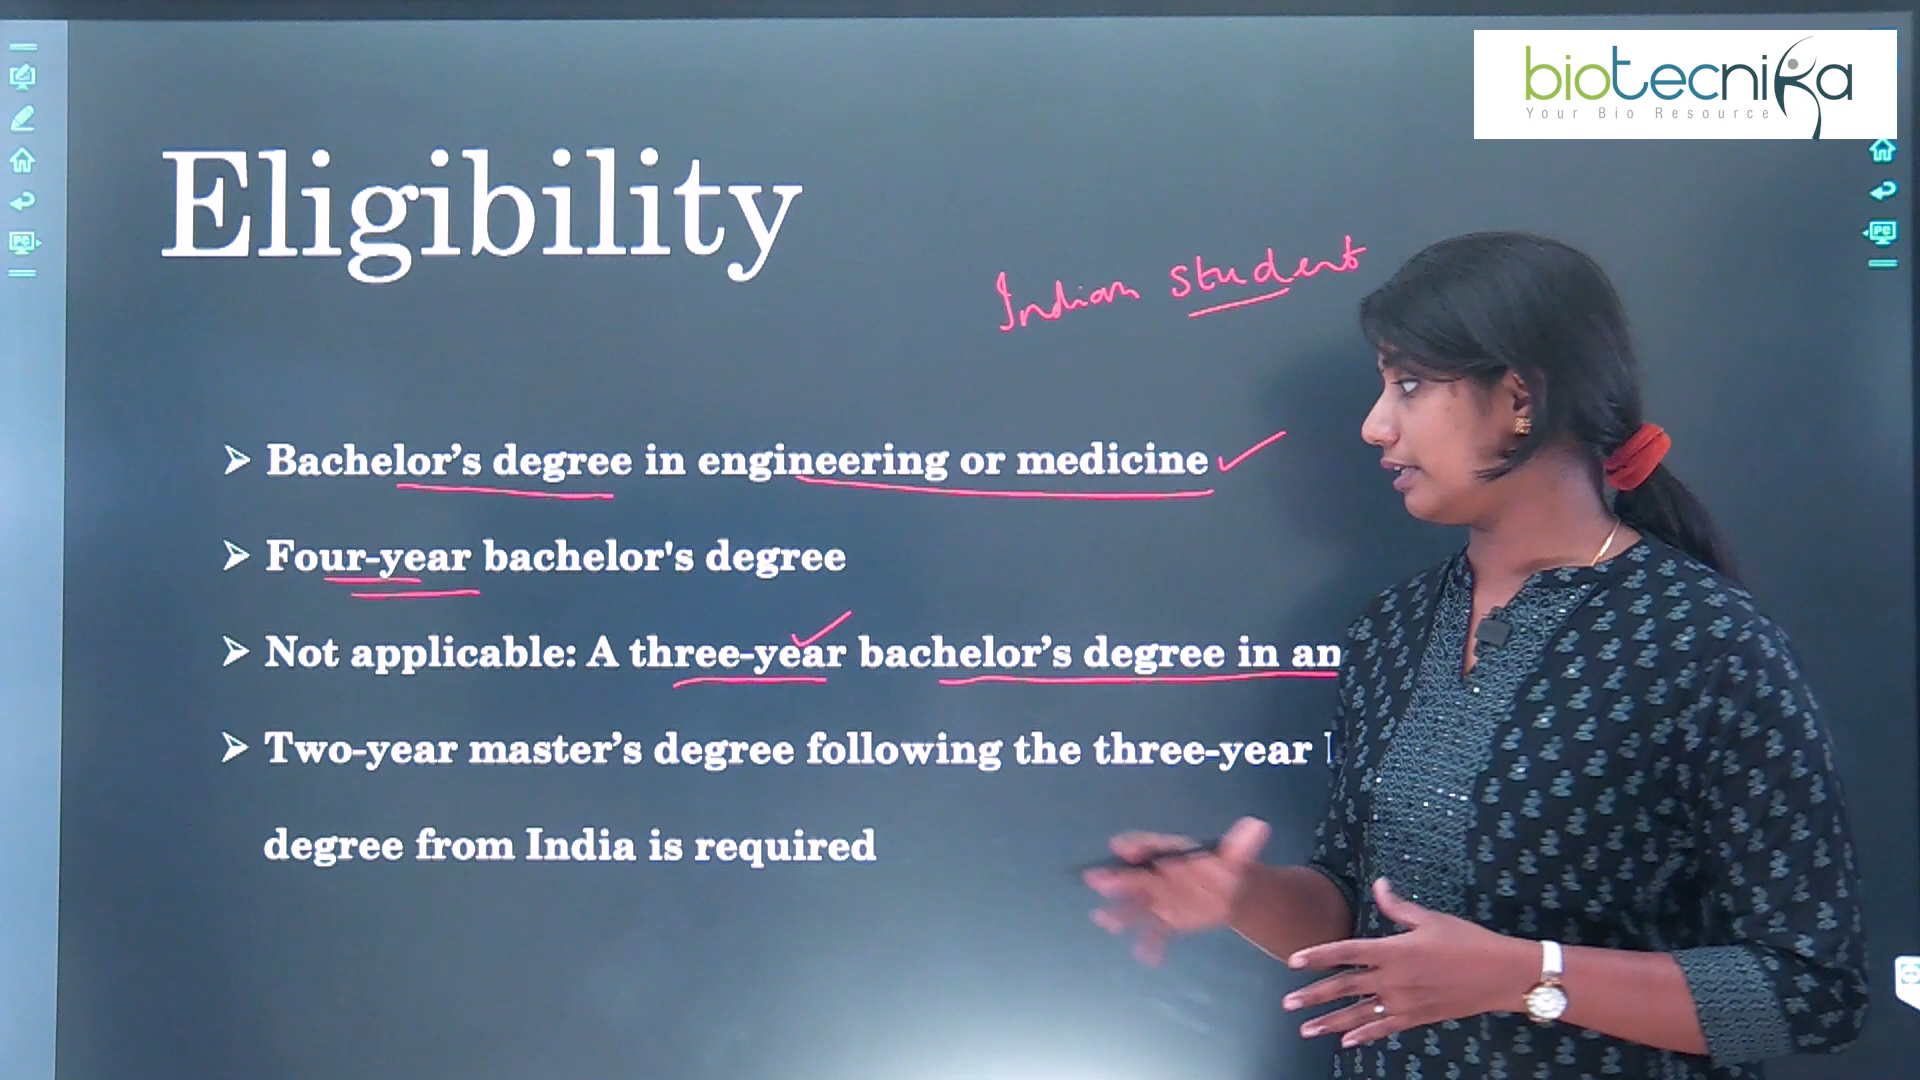 biotecnika
Your Bio Resource
Eligibility
Indian Student
Bachelor's degree in engineering or medicine
Four-year bachelor's degree
Not applicable: A three-year bachelor's degree in an
Two-year master's degree following the three-year
degree from India is required
PC
PC